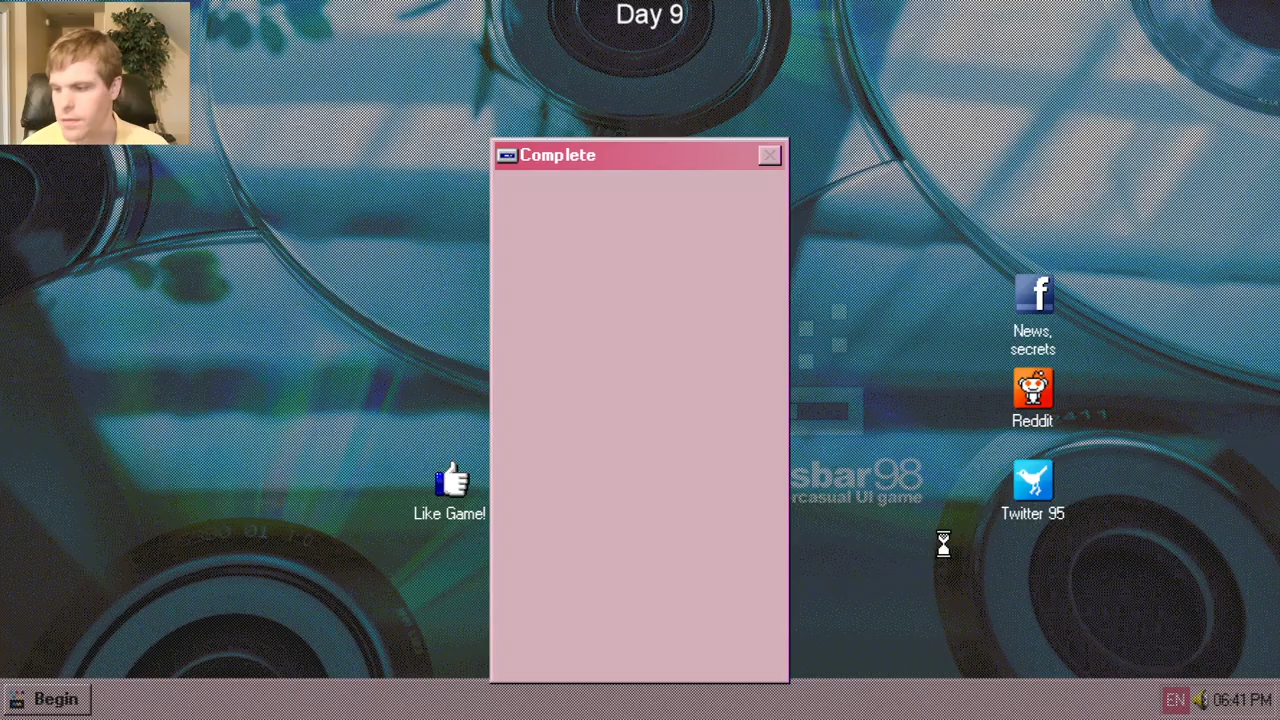 Day 9
Complete
f
News,
secrets
Reddit
sbar98
rcasual UI game
Like Game!
Twitter 95
Begin
EN
06:41 PM